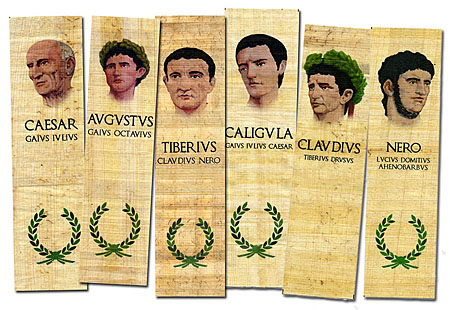 CAESAR
GAIVS IVLIVS
AVGVSTVS
GAIVS OCTAVIVS
TIBERIVS
CLAVDIVS NERO
CALIGVLA
GAIVS IVLIVS CAESAR
CLAVDIVS
TIBERIVS DRVSVS
NERO
LVCIVS DOMITIVS
AHENOBARBVS